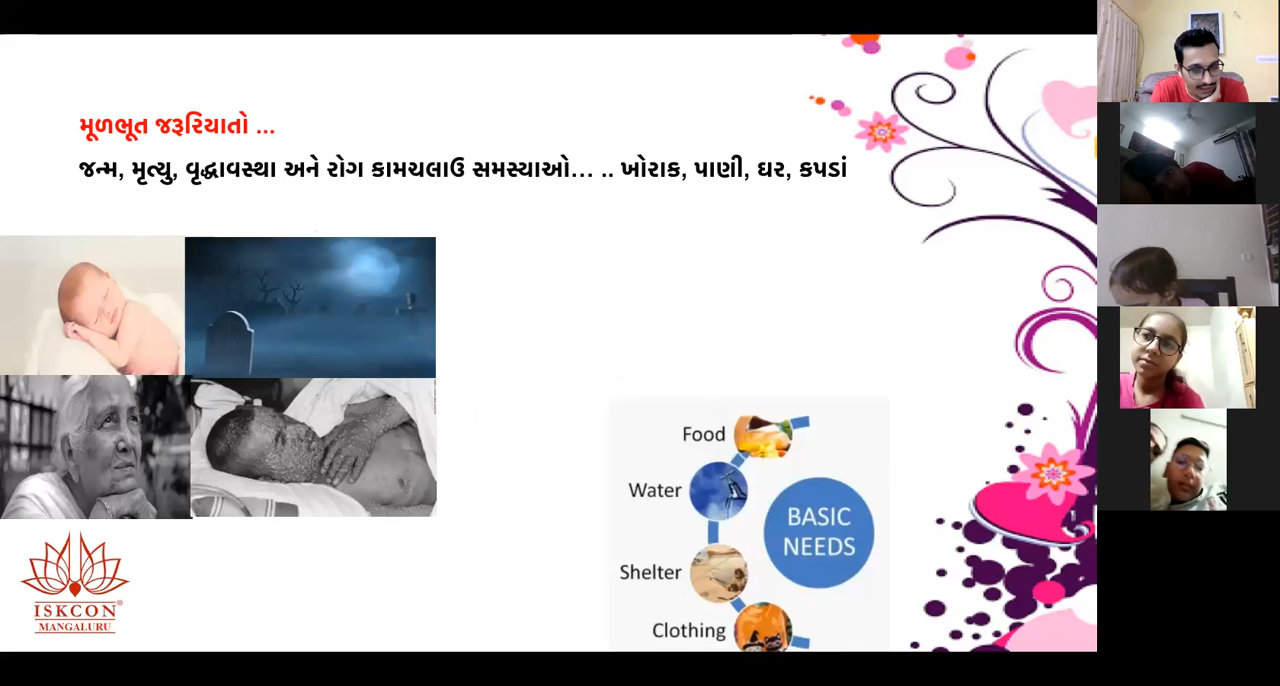 મૂળભૂત જરૂરિયાતો ...
જન્મ, મૃત્યુ, વૃદ્ધાવસ્થા અને રોગ કામચલાઉ સમસ્યાઓ... .. ખોરાક, પાણી, ઘર, કપડાં
Food
Water
BASIC
NEEDS
Shelter
Clothing
ISKCON®
MANGALURU